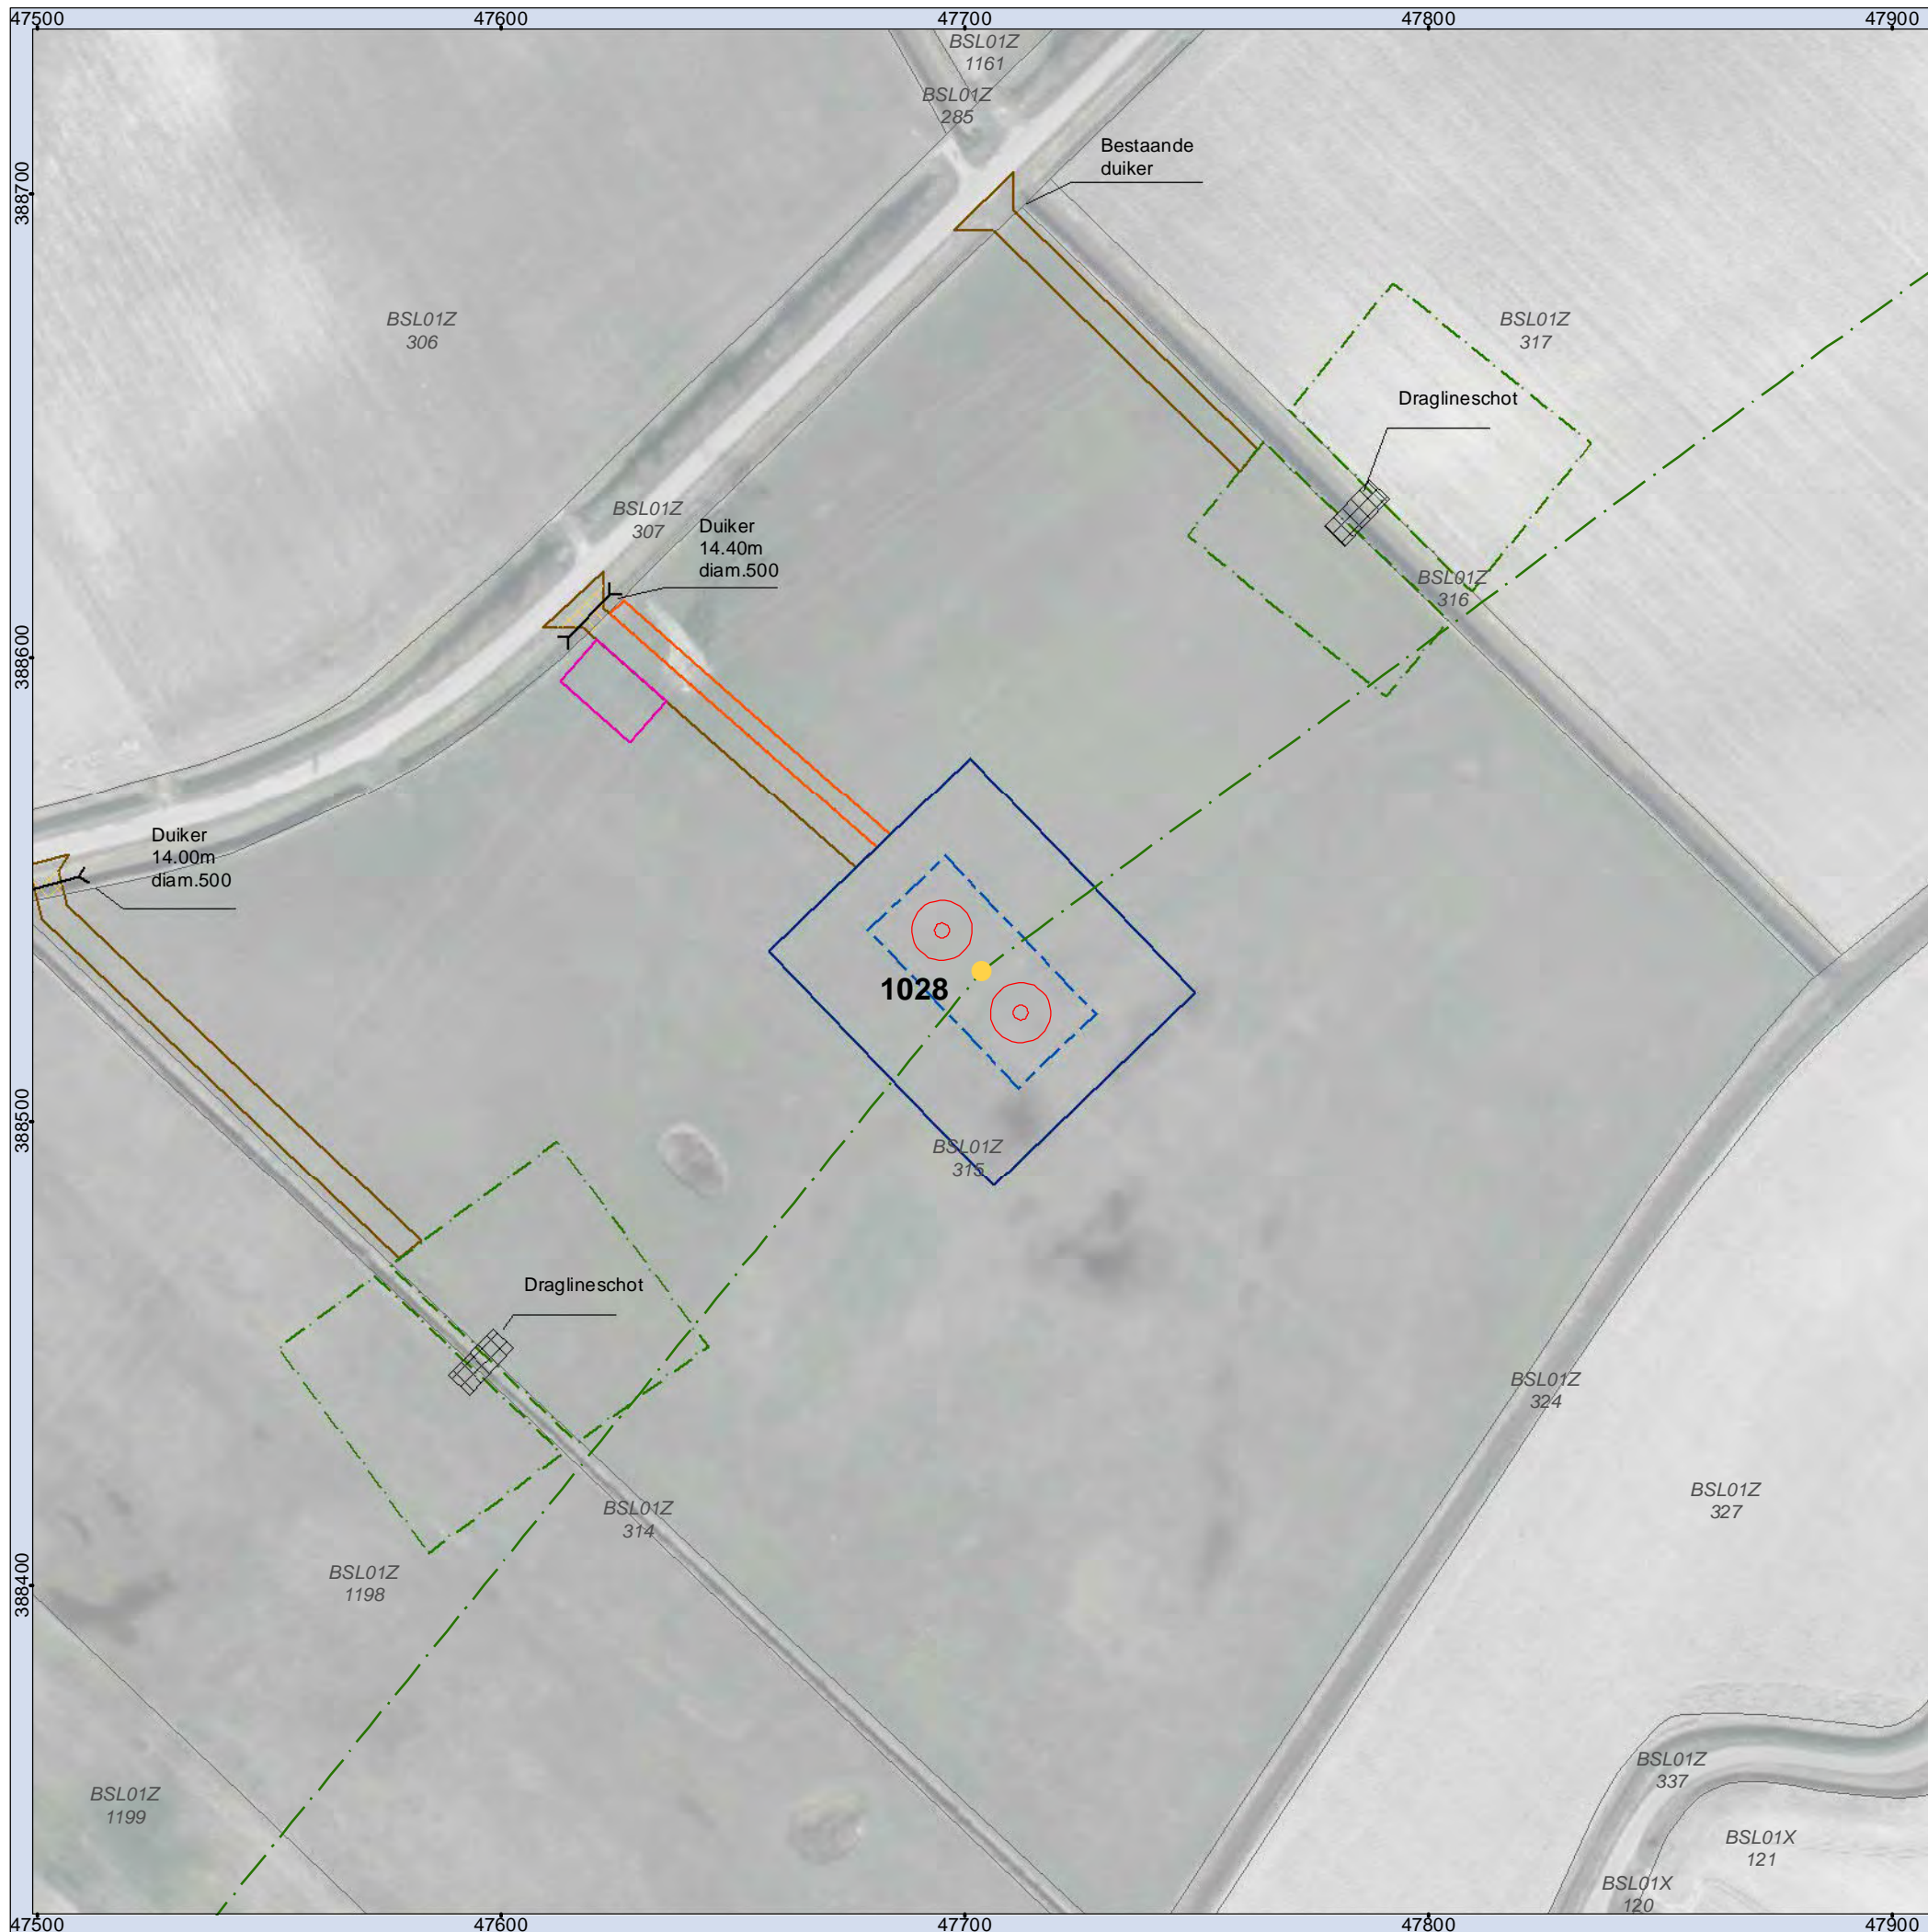 47500
47600
47700
47800
47900
BSL01Z
1161
BSL01Z
285
Bestaande
duiker
388700
BSL01Z
306
BSL01Z
317
Draglineschot
BSL01Z
307
Duiker
14.40m
diam.500
BSL01Z
316
388600
Duiker
14.00m
diam.500
1028
388500
BSL01Z
315
Draglineschot
BSL01Z
324
BSL01Z
327
BSL01Z
314
BSL01Z
1198
388400
BSL01Z
337
BSL01Z
1199
BSL01X
121
BSL01X
120
47500
47600
47700
47800
47900